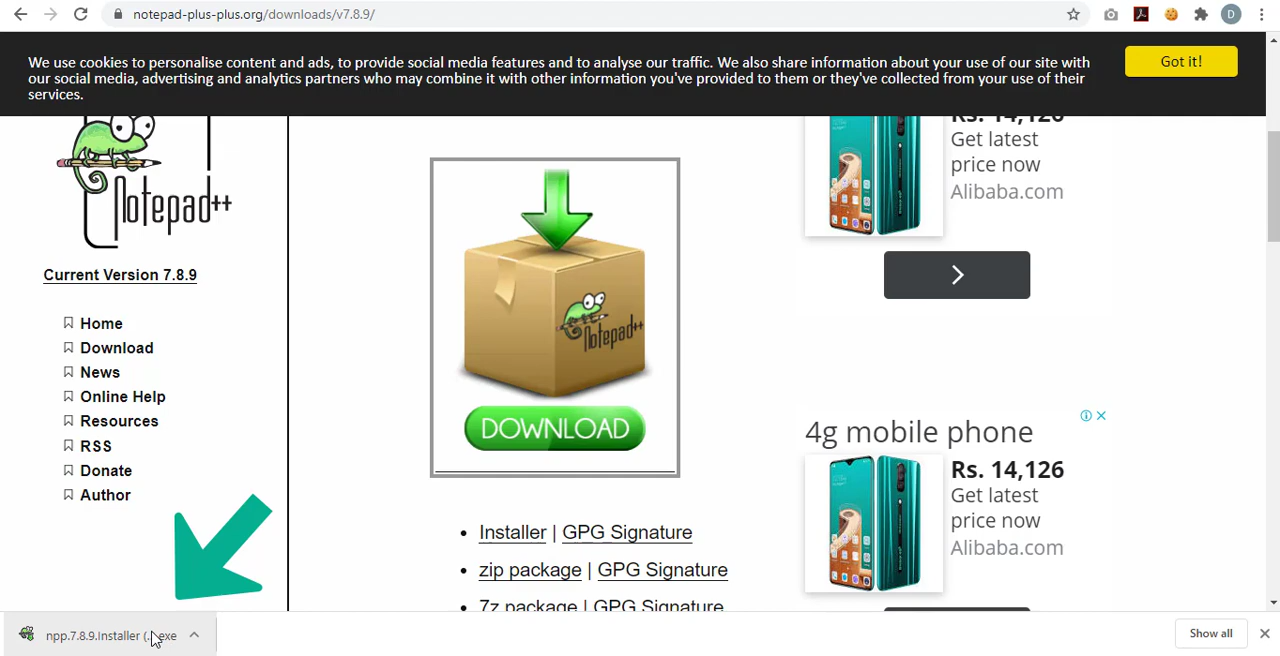 notepad-plus-plus.org/downloads/v7.8.9/
D
We use cookies to personalise content and ads, to provide social media features and to analyse our traffic. We also share information about your use of our site with
our social media, advertising and analytics partners who may combine it with other information you've provided to them or they've collected from your use of their
services.
Got it!
Notepad++
Current Version 7.8.9
Home
Download
News
Online Help
Resources
RSS
Donate
Author
Notepad++
DOWNLOAD
Installer | GPG Signature
zip package | GPG Signature
7z package | GPG Signature
Rs. 14,126
Get latest
price now
Alibaba.com
4g mobile phone
Rs. 14,126
Get latest
price now
Alibaba.com
npp.7.8.9.Installer (....exe
Show all